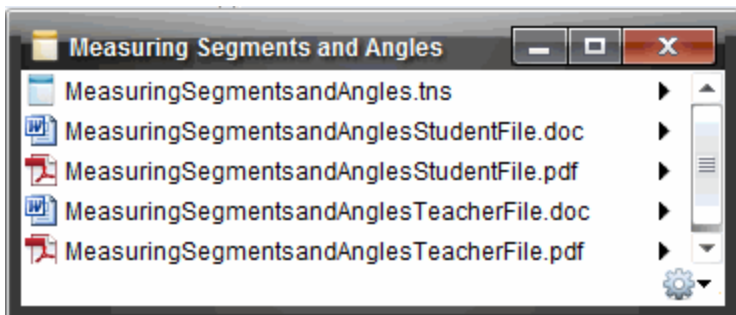 Measuring Segments and Angles
MeasuringSegmentsandAngles.tns
MeasuringSegmentsandAnglesStudentFile.doc
MeasuringSegmentsandAnglesStudentFile.pdf
MeasuringSegmentsandAnglesTeacherFile.doc
MeasuringSegmentsandAnglesTeacherFile.pdf